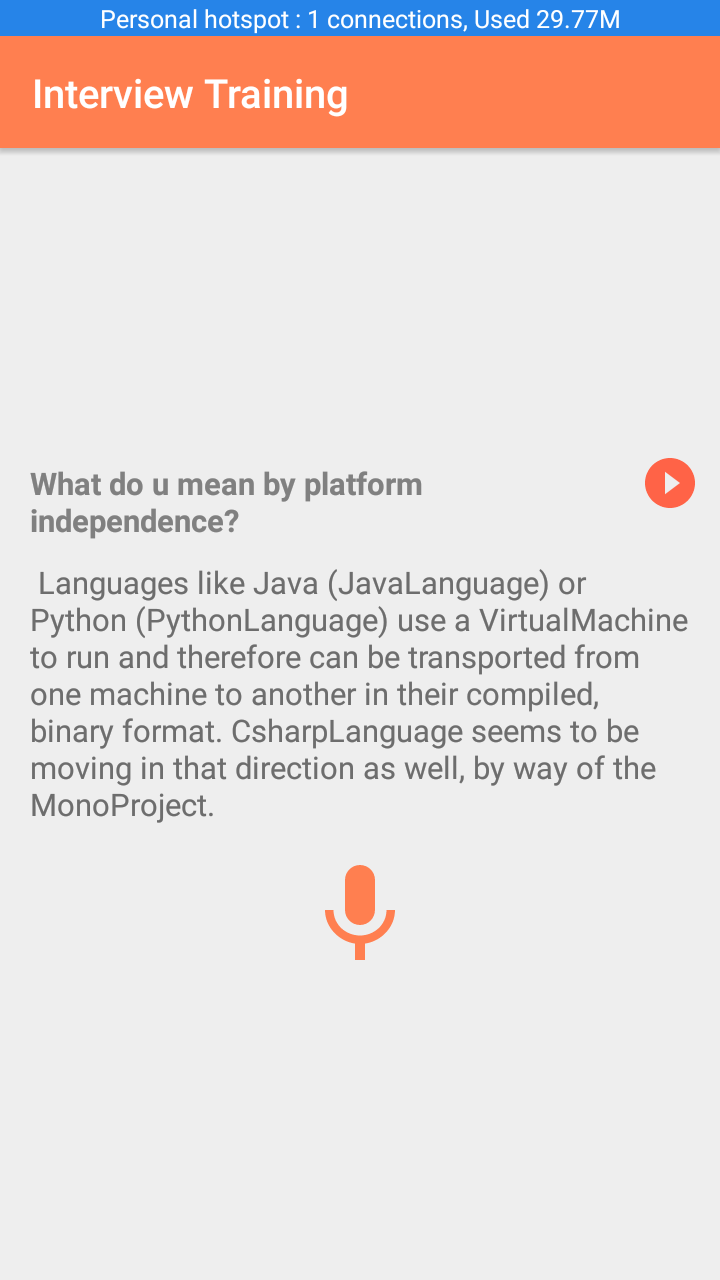 Personal hotspot : 1 connections, Used 29.77M
Interview Training
What do u mean by platform
independence?
Languages like Java (JavaLanguage) or
Python (PythonLanguage) use a VirtualMachine
to run and therefore can be transported from
one machine to another in their compiled,
binary format. CsharpLanguage seems to be
moving in that direction as well, by way of the
MonoProject.